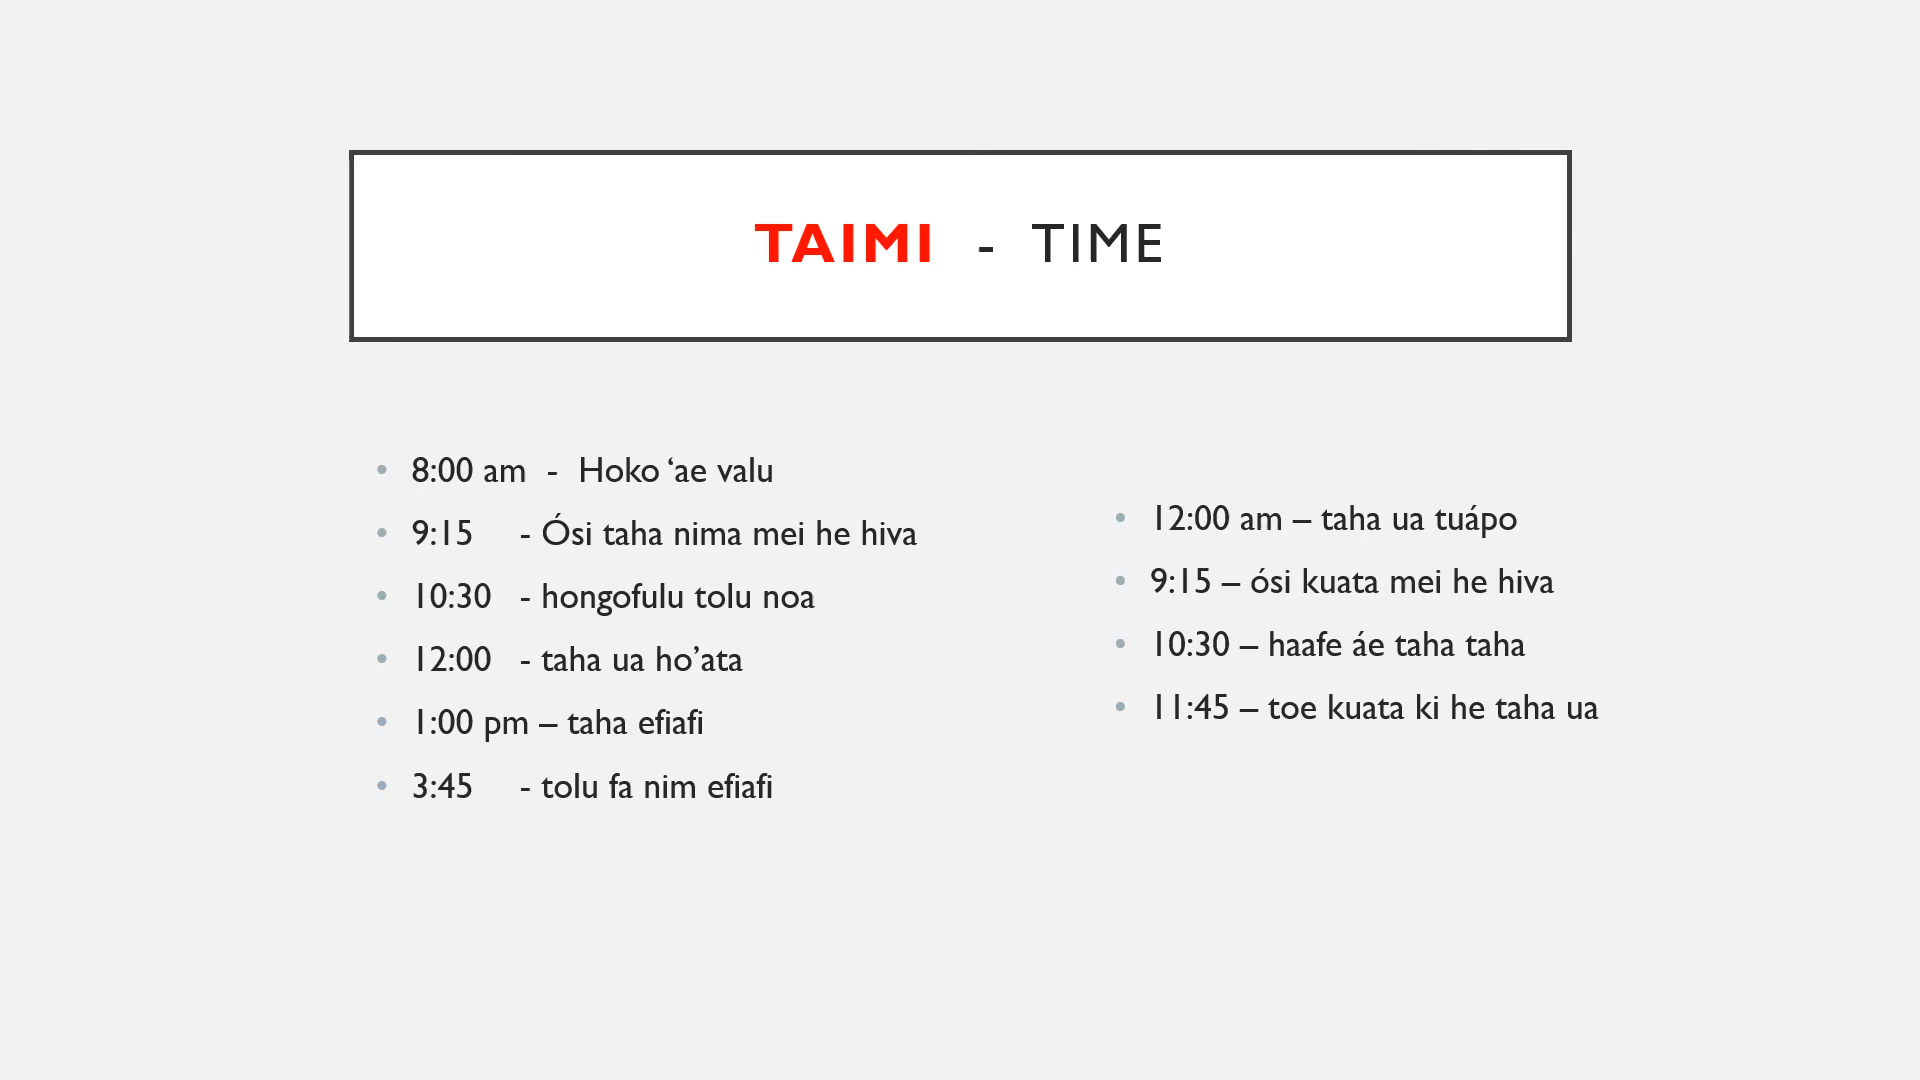 TAIMI - TIME
• 8:00 am - Hoko ‘ae valu
• 9:15 - Ósi taha nima mei he hiva
• 10:30 - hongofulu tolu noa
• 12:00 - taha ua ho’ata
• 1:00 pm – taha efiafi
• 3:45 - tolu fa nim efiafi
• 12:00 am – taha ua tuápo
• 9:15 – ósi kuata mei he hiva
• 10:30 – haafe áe taha taha
• 11:45 – toe kuata ki he taha ua